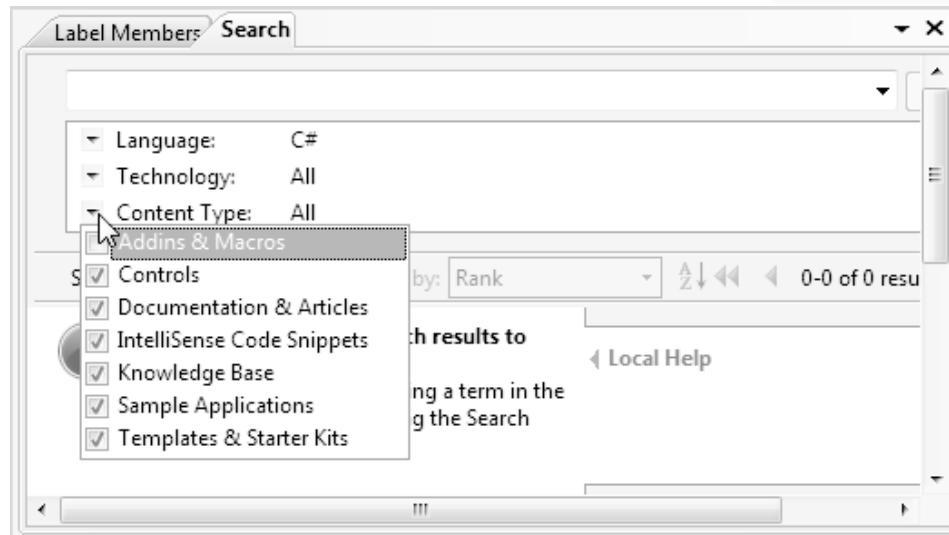 Label Members Search
Language: C#
Technology: All
Content Type: All
Addins & Macros
Controls
Documentation & Articles
IntelliSense Code Snippets
Knowledge Base
Sample Applications
Templates & Starter Kits
by: Rank 0-0 of 0 resu
results to
Local Help
a term in the
the Search